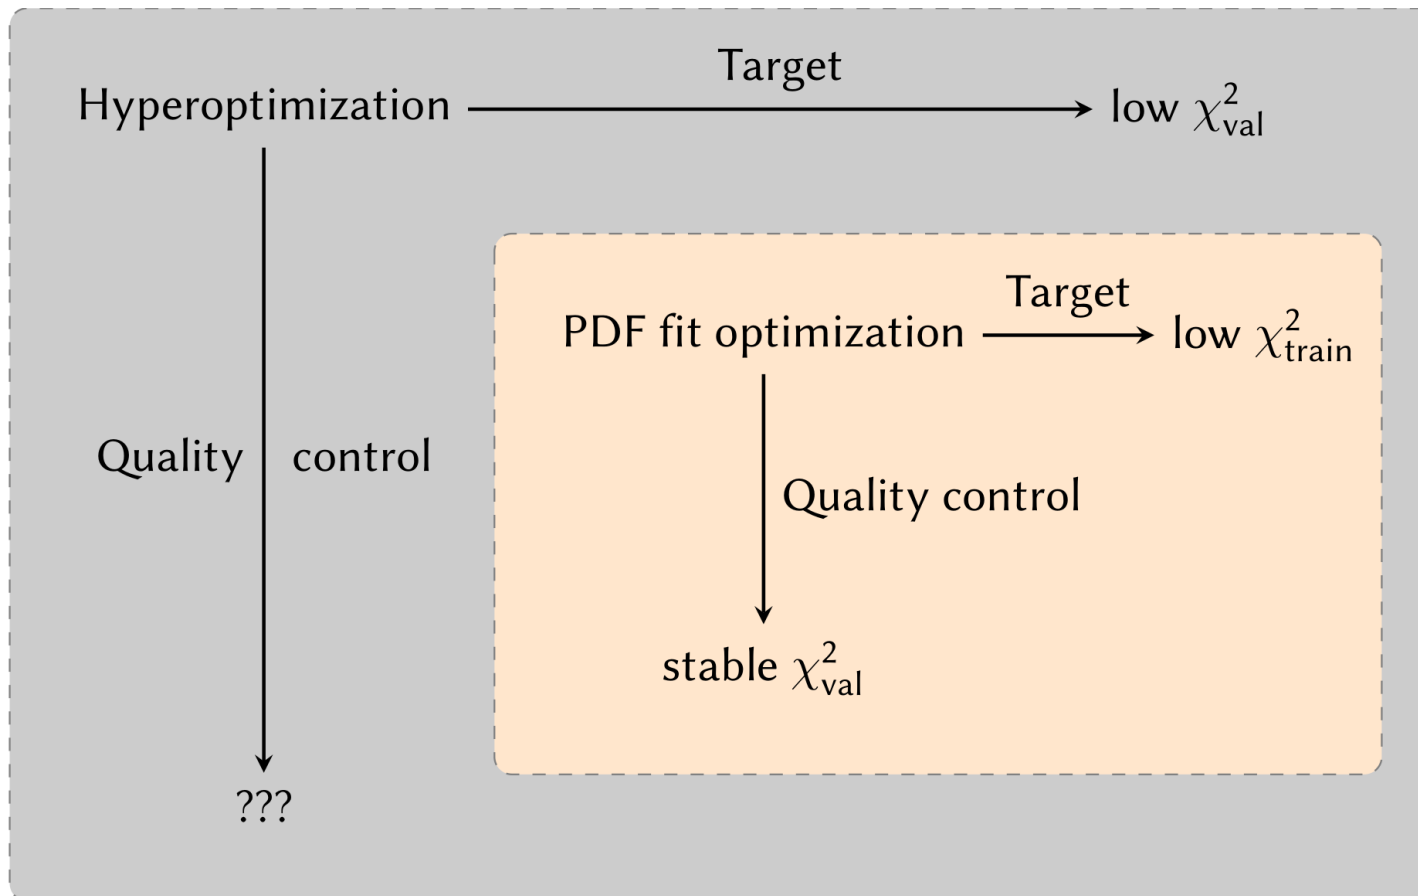 Target
Hyperoptimization
low χ²val
Target
PDF fit optimization
low χ²train
Quality control
Quality control
stable χ²val
???